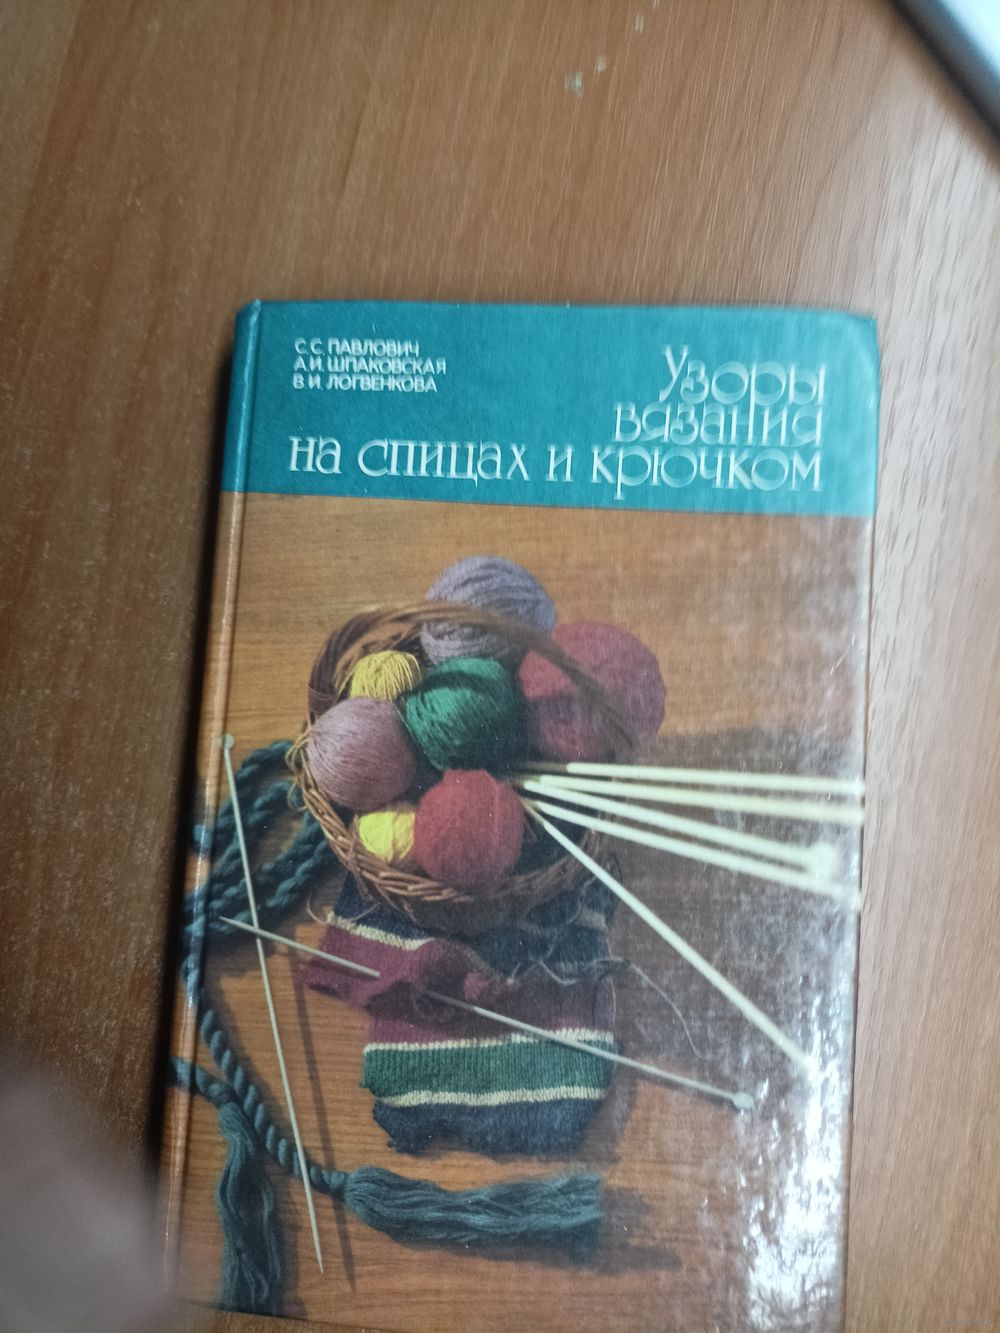 С. С. ПАВЛОВИЧ
А. И. ШПАКОВСКАЯ
В. И. ЛОГВЕНКОВА
Узоры
вязания
на спицах и крючком